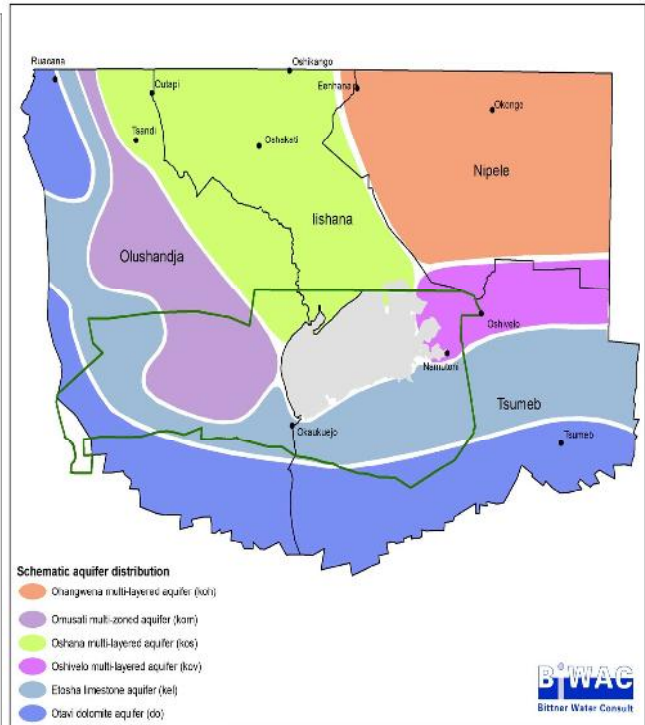 Ruacana
Oshikango
Outapi
Eenhana
Okongo
Tsandi
Oshakati
Nipele
Iishana
Olushandja
Oshivelo
Namutoni
Tsumeb
Okaukuejo
Tsumeb
Schematic aquifer distribution
Ohangwena multi-layered aquifer (koh)
Omusati multi-zoned aquifer (kom)
Oshana multi-layered aquifer (kos)
Oshivelo multi-layered aquifer (kov)
Etosha limestone aquifer (kel)
Otavi dolomite aquifer (do)
BIWAC
Bittner Water Consult